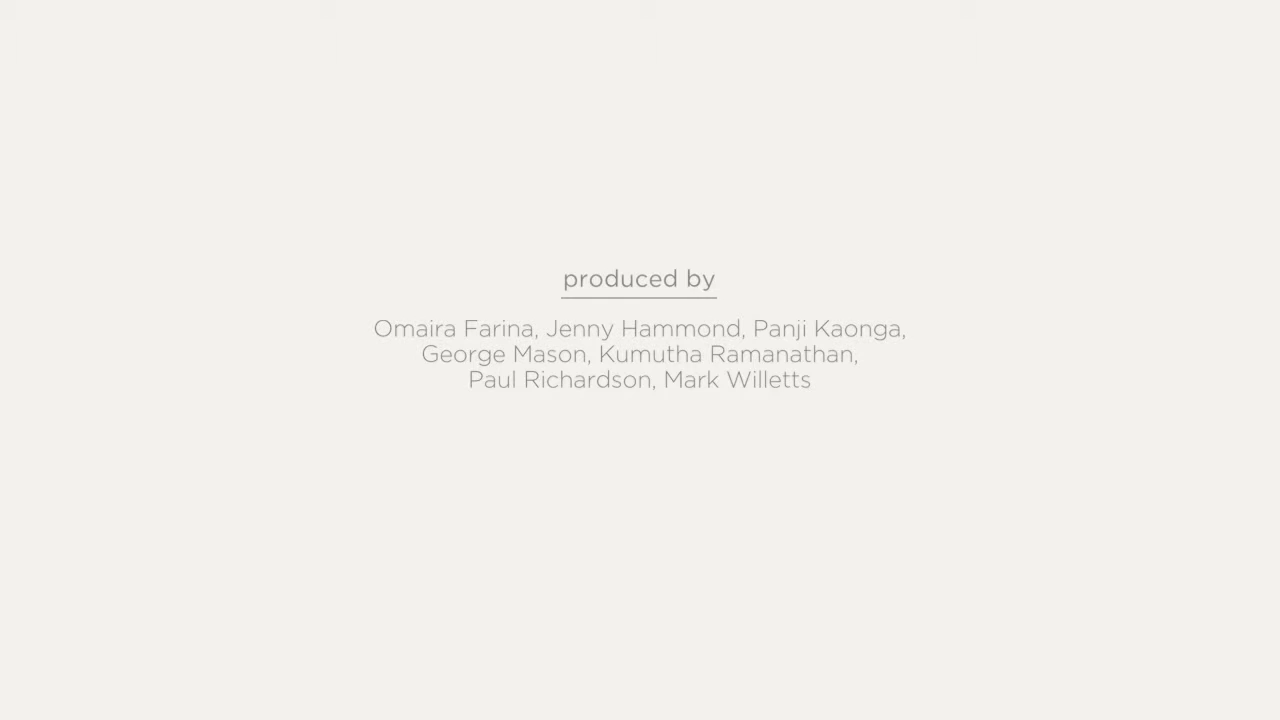 produced by
Omaira Farina, Jenny Hammond, Panji Kaonga,
George Mason, Kumutha Ramanathan,
Paul Richardson, Mark Willetts